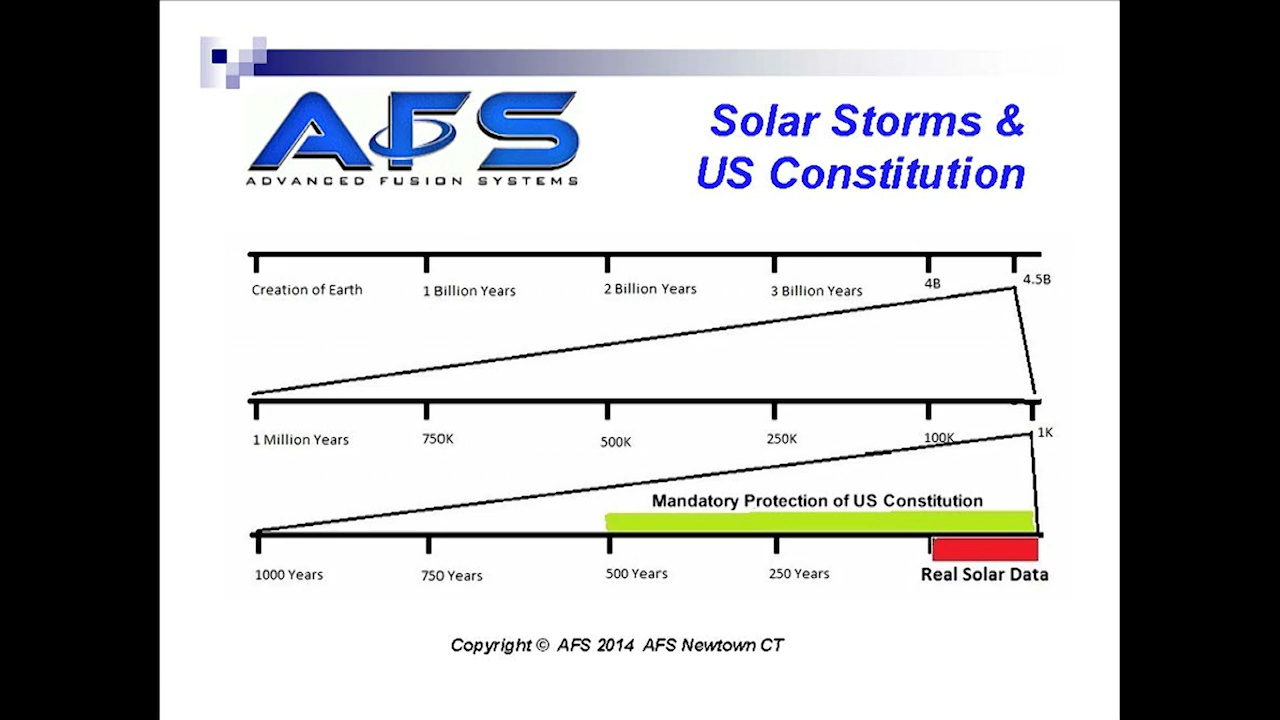 AFS
ADVANCED FUSION SYSTEMS
Solar Storms &
US Constitution
Creation of Earth
1 Billion Years
2 Billion Years
3 Billion Years
4B
4.5B
1 Million Years
750K
500K
250K
100K
1K
Mandatory Protection of US Constitution
1000 Years
750 Years
500 Years
250 Years
Real Solar Data
Copyright © AFS 2014 AFS Newtown CT